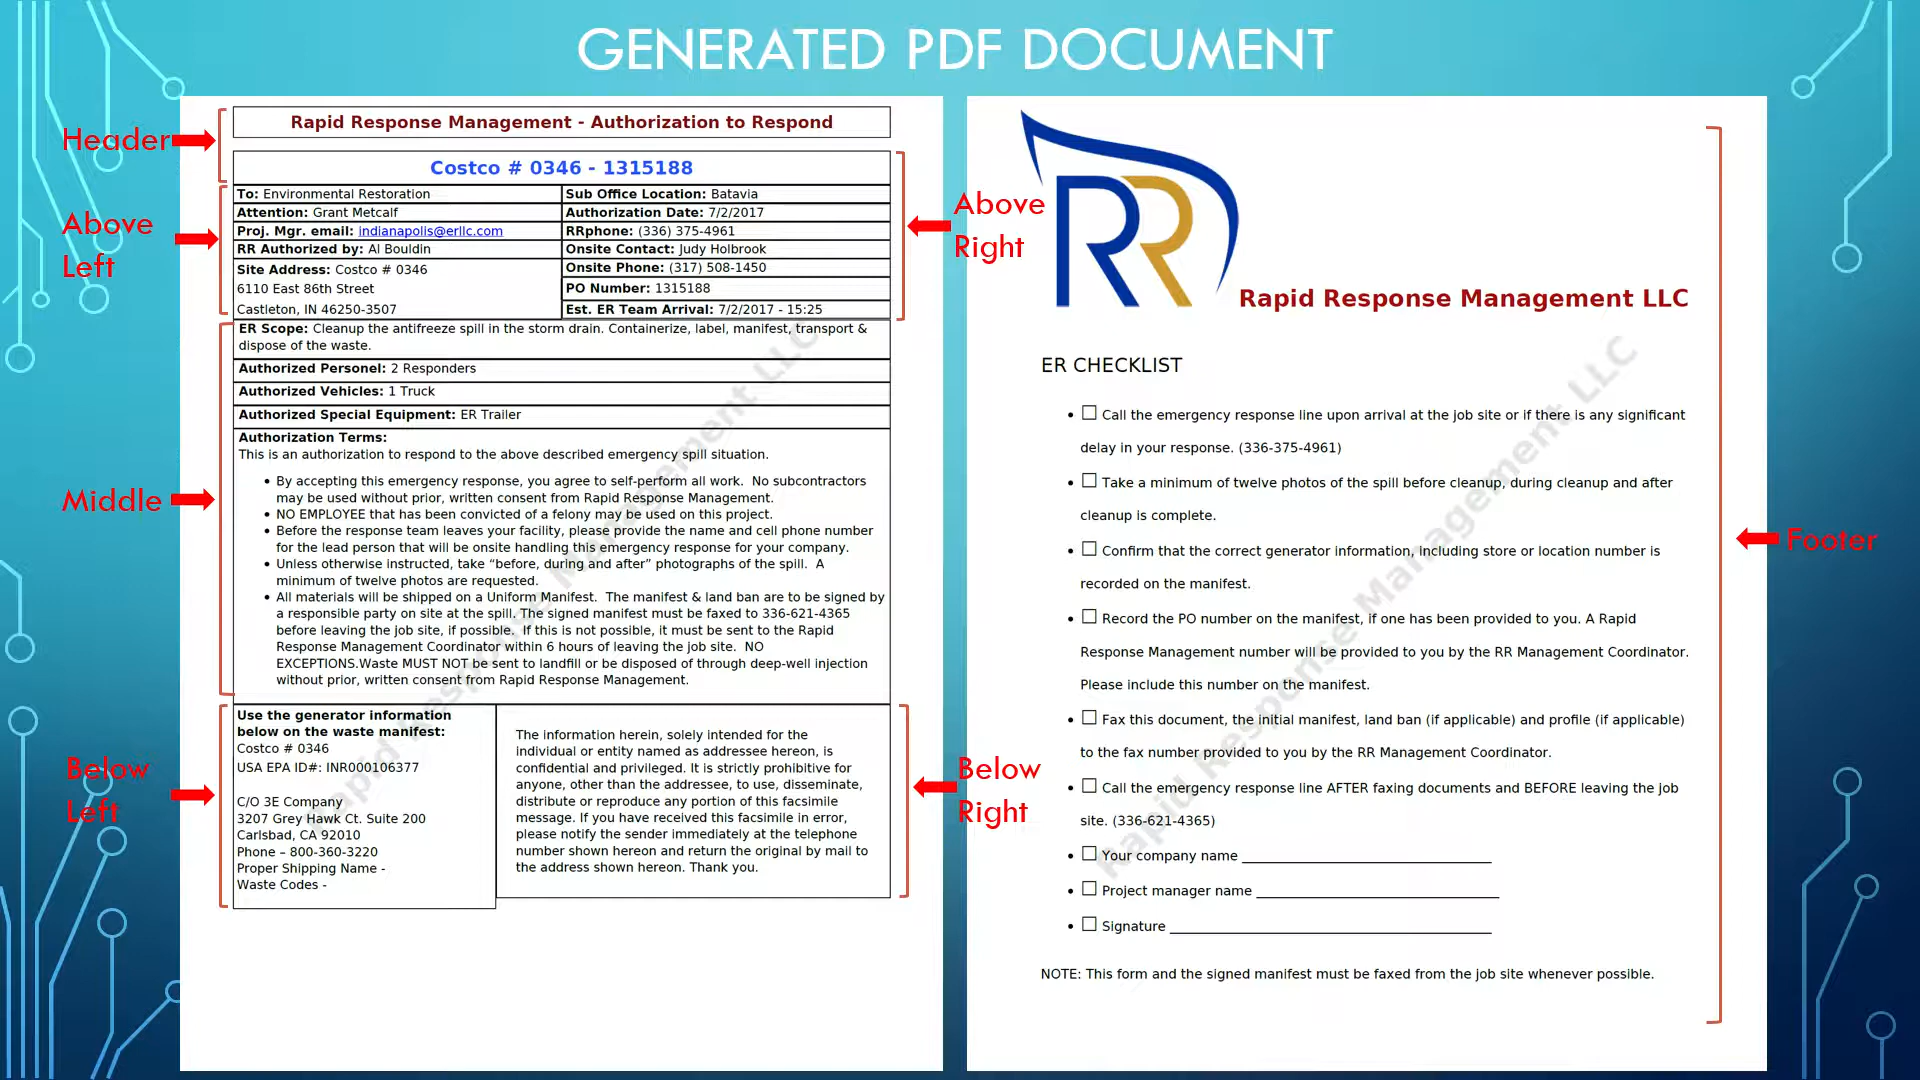 GENERATED PDF DOCUMENT
Header
Above
Left
Middle
Below
Left
Rapid Response Management - Authorization to Respond
Costco # 0346 - 1315188
To: Environmental Restoration
Attention: Grant Metcalf
Proj. Mgr. email: indianapolis@erllc.com
RR Authorized by: Al Bouldin
Site Address: Costco # 0346
6110 East 86th Street
Castleton, IN 46250-3507
Sub Office Location: Batavia
Authorization Date: 7/2/2017
RRphone: (336) 375-4961
Onsite Contact: Judy Holbrook
Onsite Phone: (317) 508-1450
PO Number: 1315188
Est. ER Team Arrival: 7/2/2017 - 15:25
ER Scope: Cleanup the antifreeze spill in the storm drain. Containerize, label, manifest, transport &
dispose of the waste.
Authorized Personel: 2 Responders
Authorized Vehicles: 1 Truck
Authorized Special Equipment: ER Trailer
Authorization Terms:
This is an authorization to respond to the above described emergency spill situation.
• By accepting this emergency response, you agree to self-perform all work. No subcontractors
may be used without prior, written consent from Rapid Response Management.
• NO EMPLOYEE that has been convicted of a felony may be used on this project.
• Before the response team leaves your facility, please provide the name and cell phone number
for the lead person that will be onsite handling this emergency response for your company.
• Unless otherwise instructed, take “before, during and after” photographs of the spill. A
minimum of twelve photos are requested.
• All materials will be shipped on a Uniform Manifest. The manifest & land ban are to be signed by
a responsible party on site at the spill. The signed manifest must be faxed to 336-621-4365
before leaving the job site, if possible. If this is not possible, it must be sent to the Rapid
Response Management Coordinator within 6 hours of leaving the job site. NO
EXCEPTIONS.Waste MUST NOT be sent to landfill or be disposed of through deep-well injection
without prior, written consent from Rapid Response Management.
Use the generator information
below on the waste manifest:
Costco # 0346
USA EPA ID#: INR000106377
C/O 3E Company
3207 Grey Hawk Ct. Suite 200
Carlsbad, CA 92010
Phone – 800-360-3220
Proper Shipping Name -
Waste Codes -
The information herein, solely intended for the
individual or entity named as addressee hereon, is
confidential and privileged. It is strictly prohibitive for
anyone, other than the addressee, to use, disseminate,
distribute or reproduce any portion of this facsimile
message. If you have received this facsimile in error,
please notify the sender immediately at the telephone
number shown hereon and return the original by mail to
the address shown hereon. Thank you.
Rapid Response Management LLC
Above
Right
Below
Right
RR
Rapid Response Management LLC
ER CHECKLIST
• ☐ Call the emergency response line upon arrival at the job site or if there is any significant
delay in your response. (336-375-4961)
• ☐ Take a minimum of twelve photos of the spill before cleanup, during cleanup and after
cleanup is complete.
• ☐ Confirm that the correct generator information, including store or location number is
recorded on the manifest.
• ☐ Record the PO number on the manifest, if one has been provided to you. A Rapid
Response Management number will be provided to you by the RR Management Coordinator.
Please include this number on the manifest.
• ☐ Fax this document, the initial manifest, land ban (if applicable) and profile (if applicable)
to the fax number provided to you by the RR Management Coordinator.
• ☐ Call the emergency response line AFTER faxing documents and BEFORE leaving the job
site. (336-621-4365)
• ☐ Your company name ____________________
• ☐ Project manager name ____________________
• ☐ Signature ____________________
NOTE: This form and the signed manifest must be faxed from the job site whenever possible.
Rapid Response Management LLC
Footer